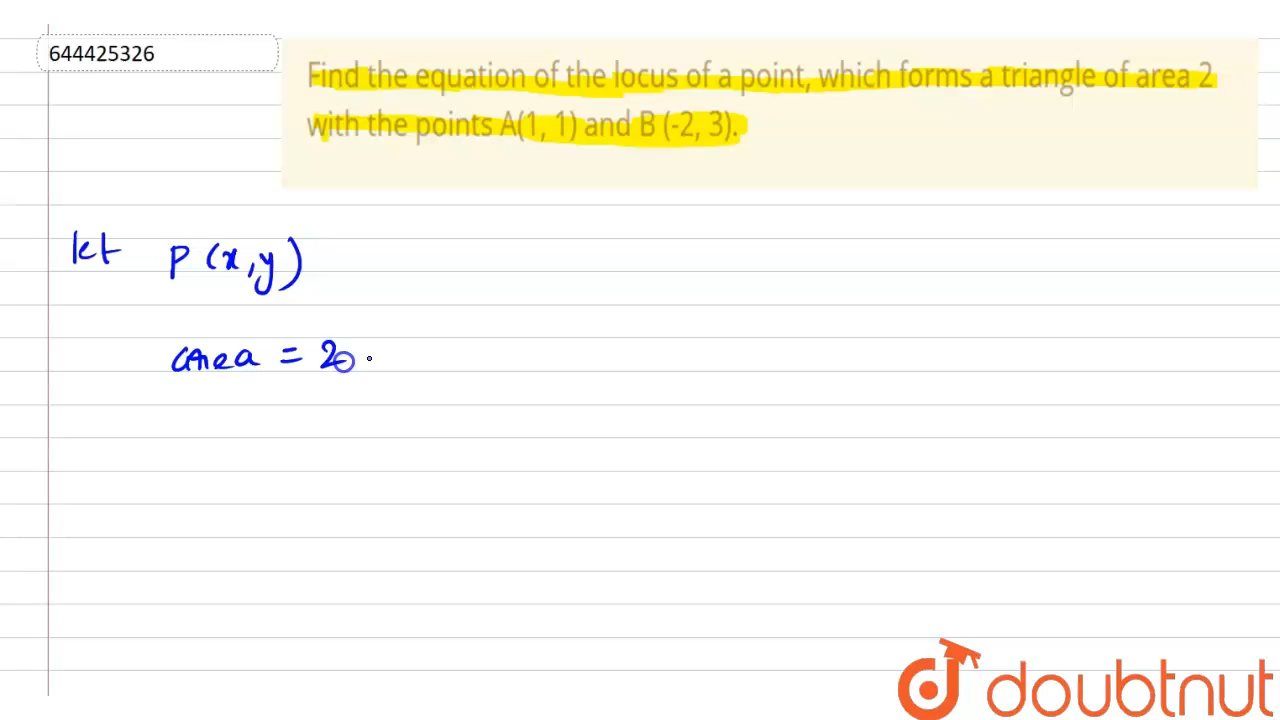 644425326
Find the equation of the locus of a point, which forms a triangle of area 2
with the points A(1, 1) and B (-2, 3).
let P (x,y)
area = 2
doubtnut